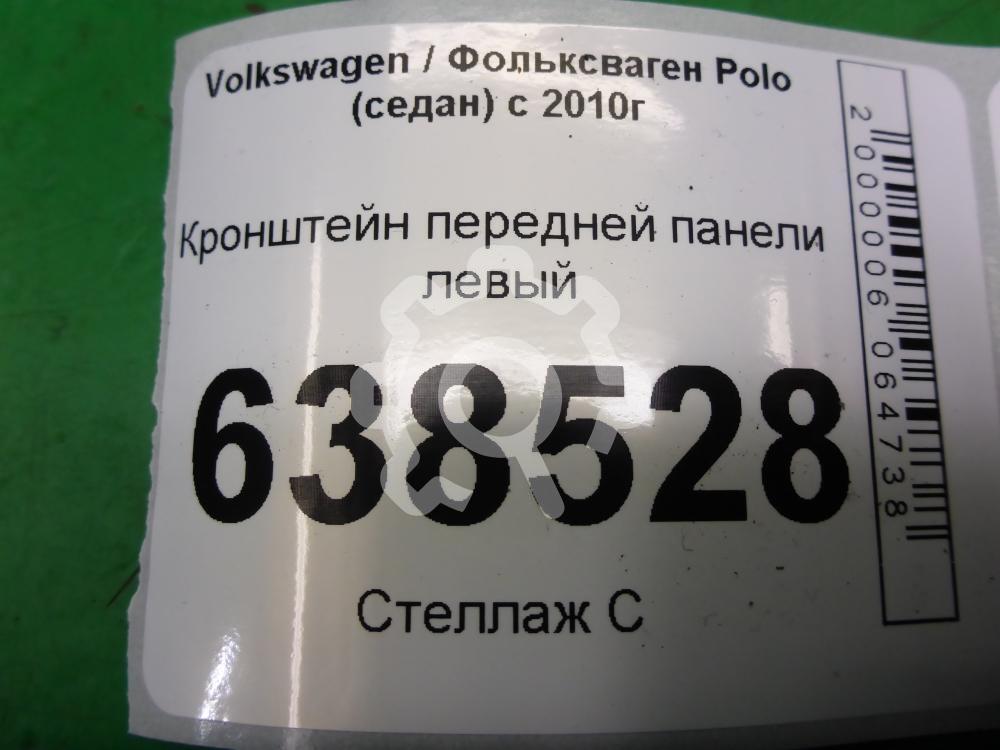 Volkswagen / Фольксваген Polo
(седан) с 2010г
Кронштейн передней панели
левый
638528
Стеллаж С
2000006064738